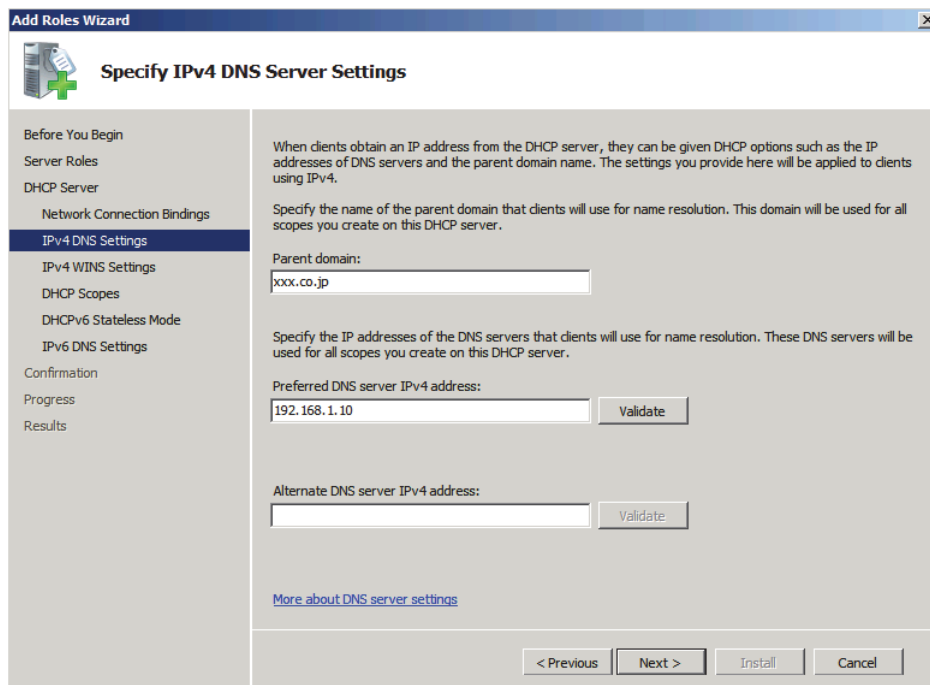 Add Roles Wizard
Specify IPv4 DNS Server Settings
Before You Begin
Server Roles
DHCP Server
Network Connection Bindings
IPv4 DNS Settings
IPv4 WINS Settings
DHCP Scopes
DHCPv6 Stateless Mode
IPv6 DNS Settings
Confirmation
Progress
Results
When clients obtain an IP address from the DHCP server, they can be given DHCP options such as the IP
addresses of DNS servers and the parent domain name. The settings you provide here will be applied to clients
using IPv4.
Specify the name of the parent domain that clients will use for name resolution. This domain will be used for all
scopes you create on this DHCP server.
Parent domain:
xxx.co.jp
Specify the IP addresses of the DNS servers that clients will use for name resolution. These DNS servers will be
used for all scopes you create on this DHCP server.
Preferred DNS server IPv4 address:
192.168.1.10 Validate
Alternate DNS server IPv4 address:
Validate
More about DNS server settings
< Previous Next > Install Cancel